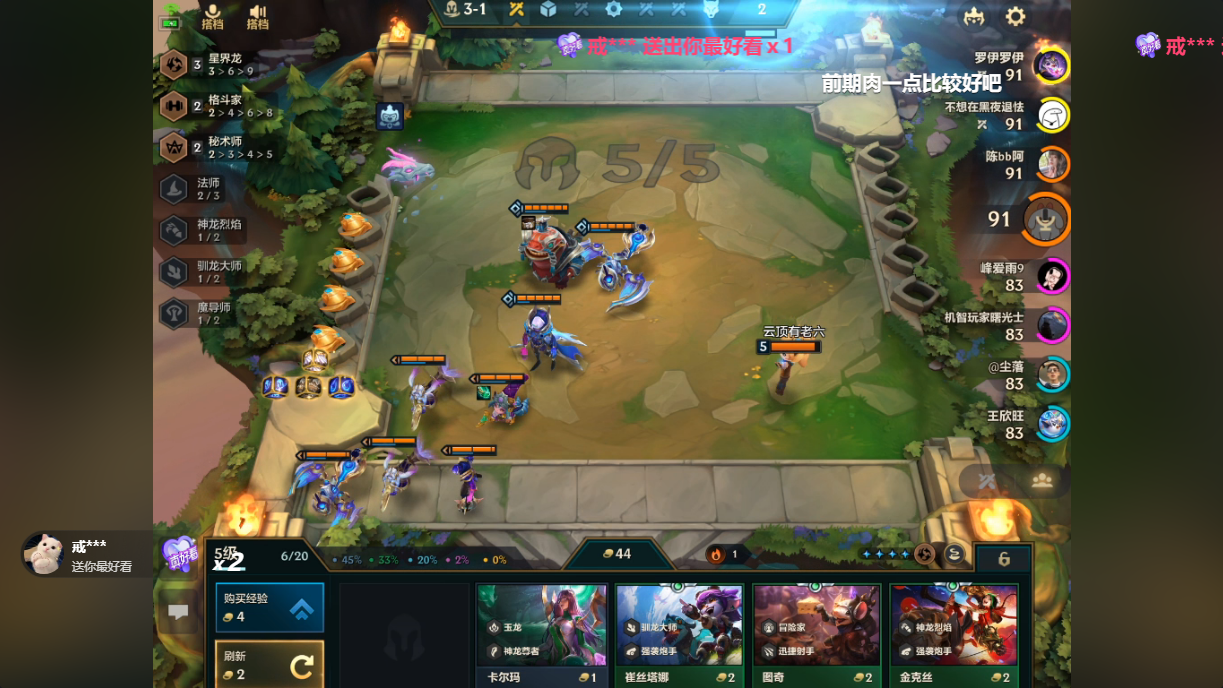 搭档
搭档
3-1
2
戒*** 送出你最好看 x 1
戒***
前期肉一点比较好吧
3
星界龙
3 > 6 > 9
2
格斗家
2 > 4 > 6 > 8
2
秘术师
2 > 3 > 4 > 5
法师
2 / 3
神龙烈焰
1 / 2
驯龙大师
1 / 2
魔导师
1 / 2
5/5
云顶有老六
5
罗伊罗伊
91
不想在黑夜退怯
91
陈bb阿
91
91
峰爱雨9
83
机智玩家曙光士
83
@尘落
83
王欣旺
83
戒***
送你最好看
真好看
x2
5级
6/20
45%
33%
20%
2%
0%
44
1
6
购买经验
4
刷新
2
玉龙
神龙尊者
卡尔玛
1
驯龙大师
强袭炮手
崔丝塔娜
2
冒险家
迅捷射手
图奇
2
神龙烈焰
强袭炮手
金克丝
2